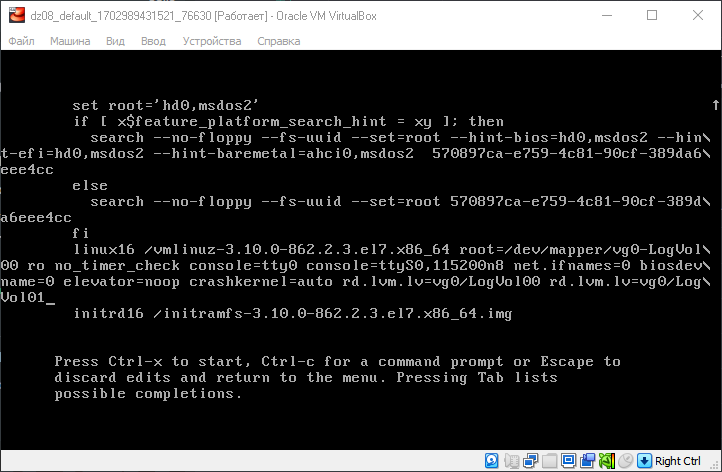 dz08_default_1702989431521_76630 [Работает] - Oracle VM VirtualBox
Файл Машина Вид Ввод Устройства Справка
set root='hd0,msdos2' ↑
if [ x$feature_platform_search_hint = xy ]; then
search --no-floppy --fs-uuid --set=root --hint-bios=hd0,msdos2 --hin\
t-efi=hd0,msdos2 --hint-baremetal=ahci0,msdos2  570897ca-e759-4c81-90cf-389da6\
eee4cc
else
search --no-floppy --fs-uuid --set=root 570897ca-e759-4c81-90cf-389d\
a6eee4cc
fi
linux16 /vmlinuz-3.10.0-862.2.3.el7.x86_64 root=/dev/mapper/vg0-LogVol\
00 ro no_timer_check console=tty0 console=ttyS0,115200n8 net.ifnames=0 biosdev\
name=0 elevator=noop crashkernel=auto rd.lvm.lv=vg0/LogVol00 rd.lvm.lv=vg0/Log\
Vol01_
initrd16 /initramfs-3.10.0-862.2.3.el7.x86_64.img
Press Ctrl-x to start, Ctrl-c for a command prompt or Escape to
discard edits and return to the menu. Pressing Tab lists
possible completions.
Right Ctrl